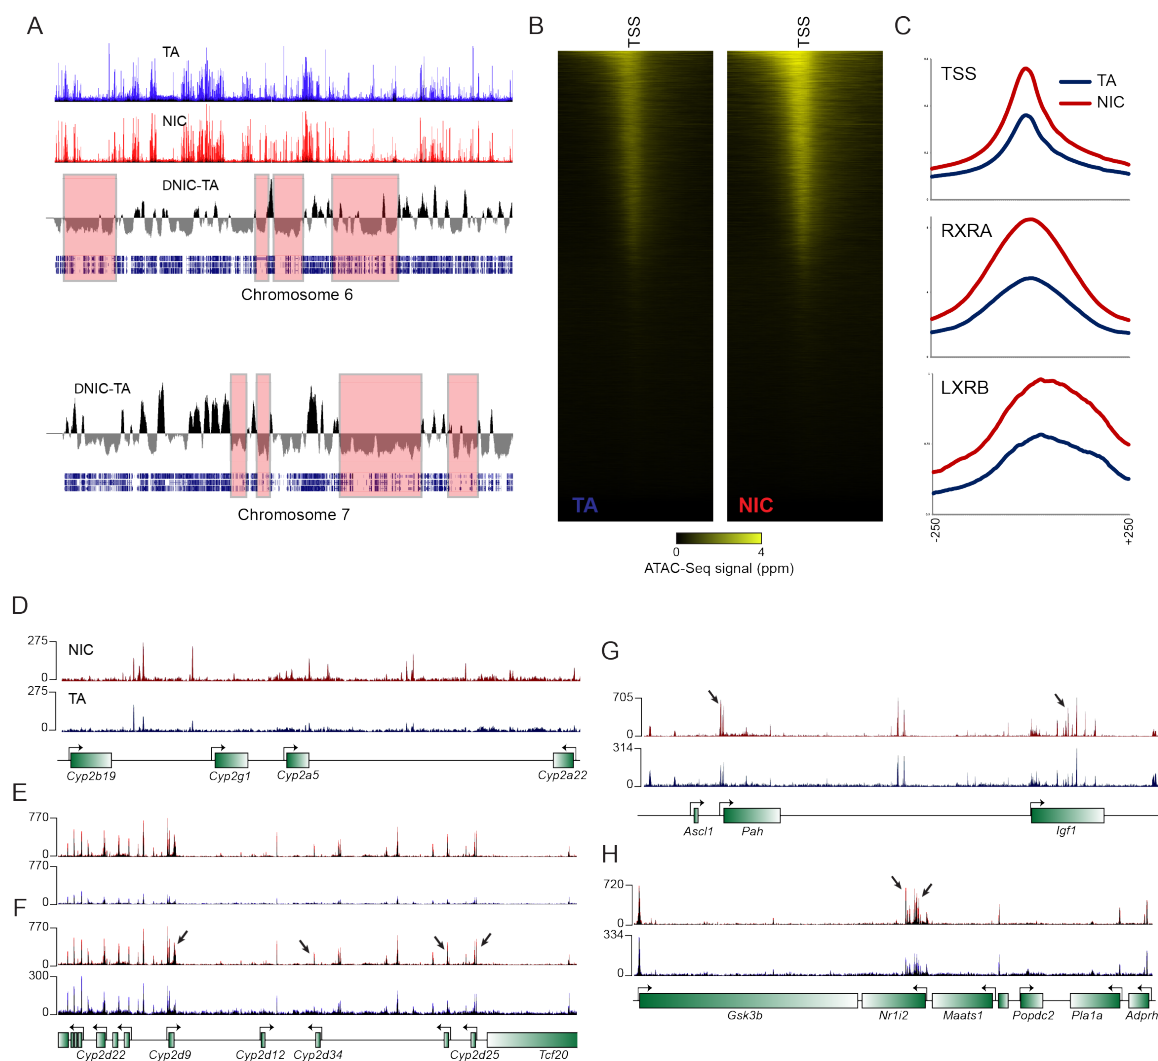 A
TA
NIC
DNIC-TA
Chromosome 6
DNIC-TA
Chromosome 7
B
TSS
TSS
TA
NIC
0
4
ATAC-Seq signal (ppm)
C
TSS
TA
NIC
RXRA
LXRB
-250
+250
D
275
NIC
0
275
TA
0
Cyp2b19
Cyp2g1
Cyp2a5
Cyp2a22
E
770
0
770
0
F
770
0
300
0
Cyp2d22
Cyp2d9
Cyp2d12
Cyp2d34
Cyp2d25
Tcf20
G
705
0
314
0
Ascl1
Pah
Igf1
H
720
0
334
0
Gsk3b
Nr1i2
Maats1
Popdc2
Pla1a
Adprh